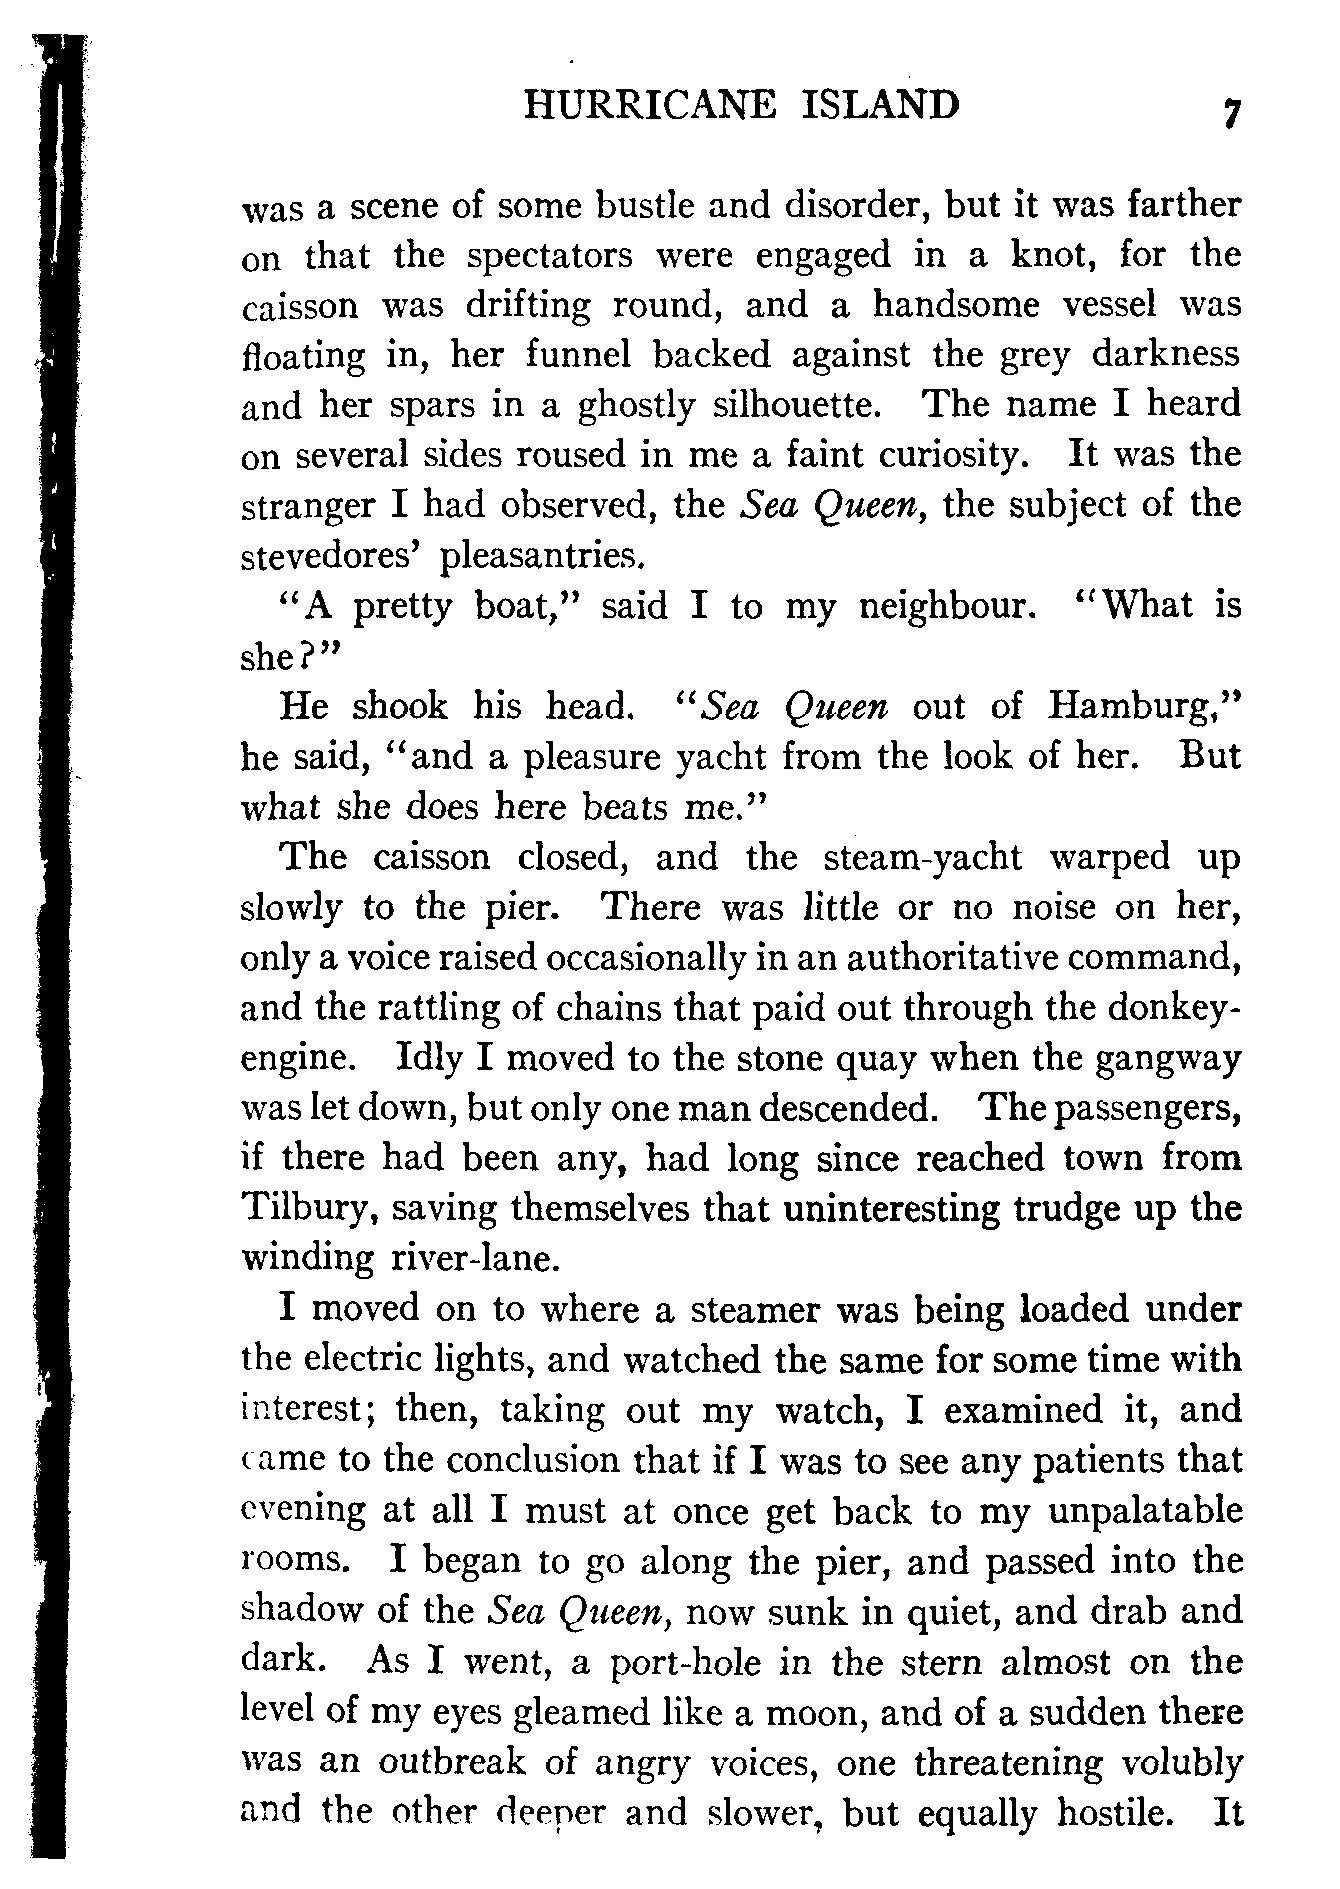 HURRICANE ISLAND 7
was a scene of some bustle and disorder, but it was farther
on that the spectators were engaged in a knot, for the
caisson was drifting round, and a handsome vessel was
floating in, her funnel backed against the grey darkness
and her spars in a ghostly silhouette. The name I heard
on several sides roused in me a faint curiosity. It was the
stranger I had observed, the Sea Queen, the subject of the
stevedores’ pleasantries.
“A pretty boat,” said I to my neighbour. “What is
she?”
He shook his head. “Sea Queen out of Hamburg,”
he said, “and a pleasure yacht from the look of her. But
what she does here beats me.”
The caisson closed, and the steam-yacht warped up
slowly to the pier. There was little or no noise on her,
only a voice raised occasionally in an authoritative command,
and the rattling of chains that paid out through the donkey-
engine. Idly I moved to the stone quay when the gangway
was let down, but only one man descended. The passengers,
if there had been any, had long since reached town from
Tilbury, saving themselves that uninteresting trudge up the
winding river-lane.
I moved on to where a steamer was being loaded under
the electric lights, and watched the same for some time with
interest; then, taking out my watch, I examined it, and
came to the conclusion that if I was to see any patients that
evening at all I must at once get back to my unpalatable
rooms. I began to go along the pier, and passed into the
shadow of the Sea Queen, now sunk in quiet, and drab and
dark. As I went, a port-hole in the stern almost on the
level of my eyes gleamed like a moon, and of a sudden there
was an outbreak of angry voices, one threatening volubly
and the other deeper and slower, but equally hostile. It